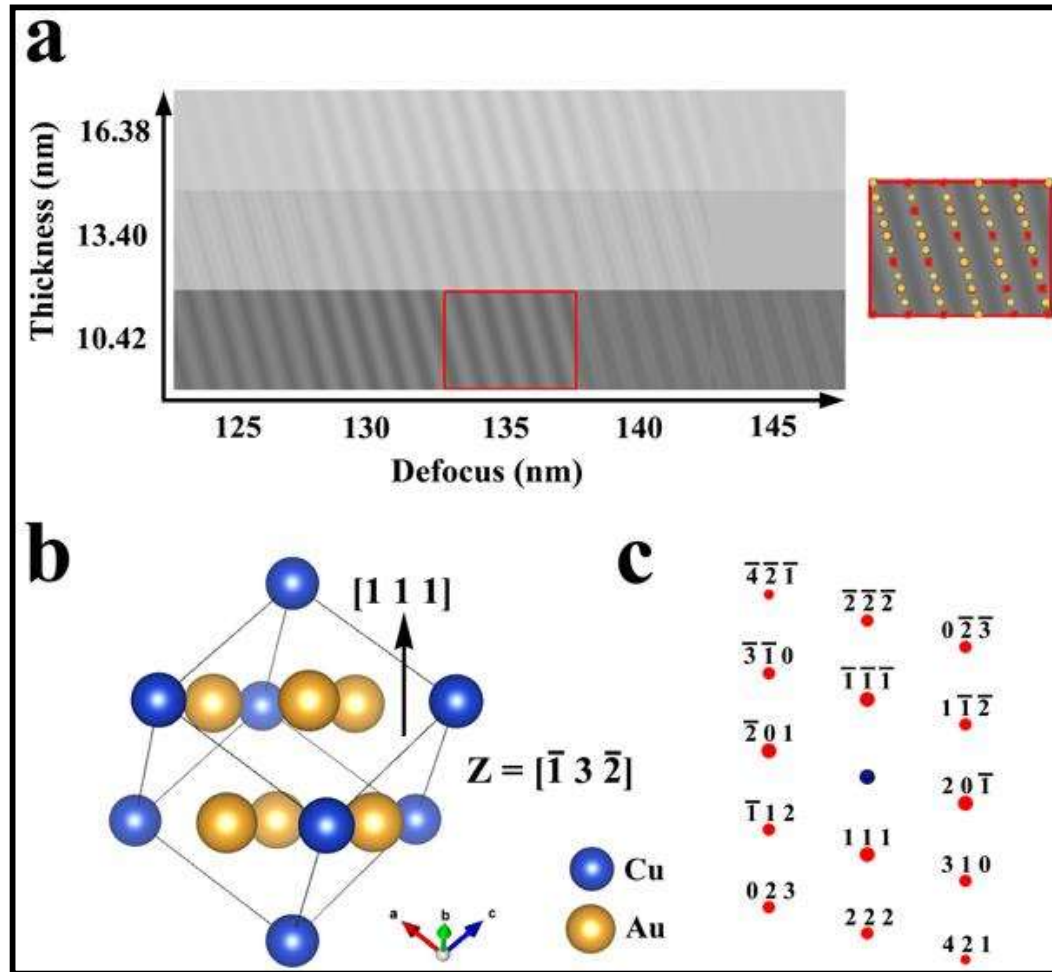 a
Thickness (nm)
16.38
13.40
10.42
125 130 135 140 145
Defocus (nm)
b
[1 1 1]
Z = [1̅ 3 2̅]
Cu
Au
a b c
c
4̅ 2̅ 1̅
2̅ 2̅ 2̅
0 2̅ 3̅
3̅ 1̅ 0
1̅ 1̅ 1̅
1 1̅ 2̅
2̅ 0 1
2 0 1̅
1̅ 1 2
1 1 1
3 1 0
0 2 3
2 2 2
4 2 1